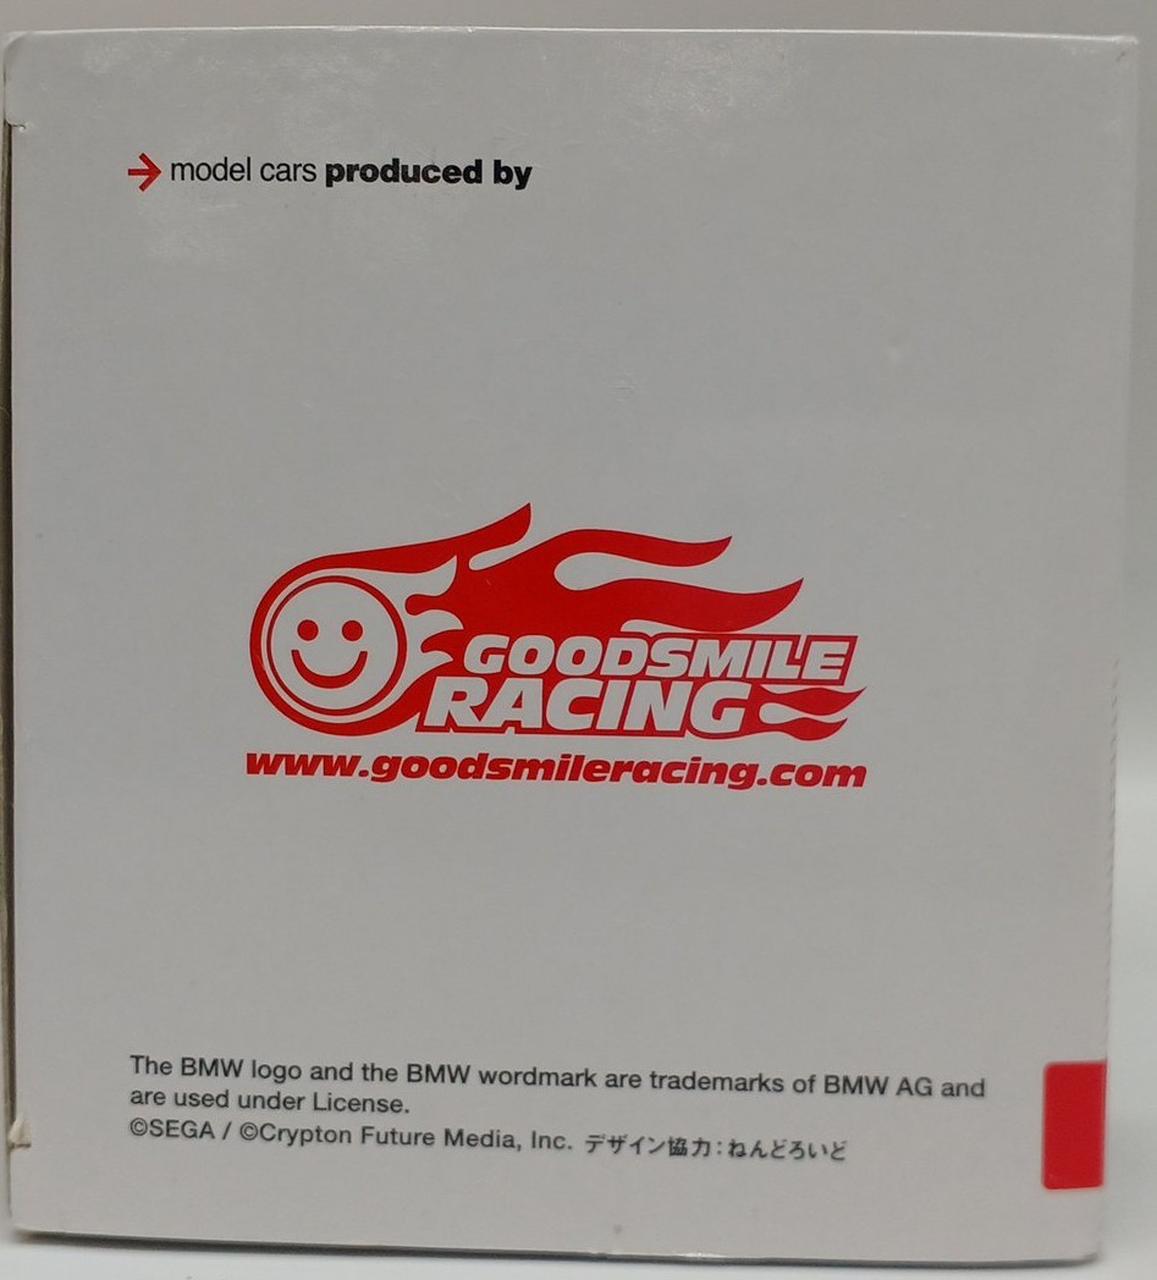 model cars produced by
GOODSMILE
RACING
www.goodsmileracing.com
The BMW logo and the BMW wordmark are trademarks of BMW AG and
are used under License.
©SEGA / ©Crypton Future Media, Inc. デザイン協力：ねんどろいど